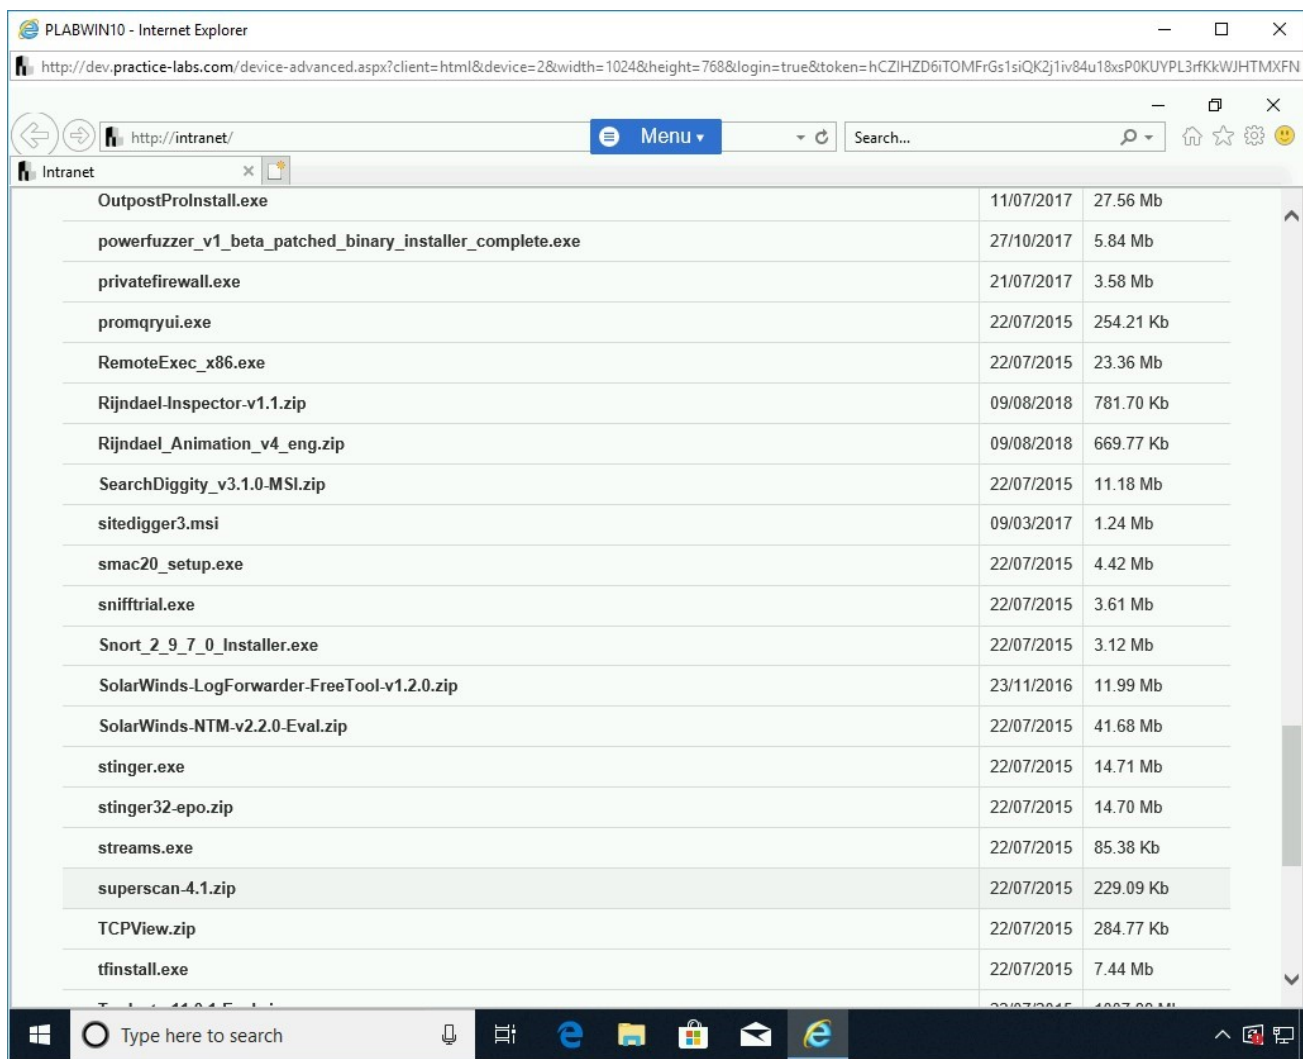 PLABWIN10 - Internet Explorer
http://dev.practice-labs.com/device-advanced.aspx?client=html&device=2&width=1024&height=768&login=true&token=hCZIHZD6iTOMFrGs1siQK2j1iv84u18xsP0KUYPL3rfKkWJHTMXFN
http://intranet/ Menu Search...
Intranet
OutpostProInstall.exe 11/07/2017 27.56 Mb
powerfuzzer_v1_beta_patched_binary_installer_complete.exe 27/10/2017 5.84 Mb
privatefirewall.exe 21/07/2017 3.58 Mb
promqryui.exe 22/07/2015 254.21 Kb
RemoteExec_x86.exe 22/07/2015 23.36 Mb
Rijndael-Inspector-v1.1.zip 09/08/2018 781.70 Kb
Rijndael_Animation_v4_eng.zip 09/08/2018 669.77 Kb
SearchDiggity_v3.1.0-MSI.zip 22/07/2015 11.18 Mb
sitedigger3.msi 09/03/2017 1.24 Mb
smac20_setup.exe 22/07/2015 4.42 Mb
snifftrial.exe 22/07/2015 3.61 Mb
Snort_2_9_7_0_Installer.exe 22/07/2015 3.12 Mb
SolarWinds-LogForwarder-FreeTool-v1.2.0.zip 23/11/2016 11.99 Mb
SolarWinds-NTM-v2.2.0-Eval.zip 22/07/2015 41.68 Mb
stinger.exe 22/07/2015 14.71 Mb
stinger32-epo.zip 22/07/2015 14.70 Mb
streams.exe 22/07/2015 85.38 Kb
superscan-4.1.zip 22/07/2015 229.09 Kb
TCPView.zip 22/07/2015 284.77 Kb
tfinstall.exe 22/07/2015 7.44 Mb
Type here to search